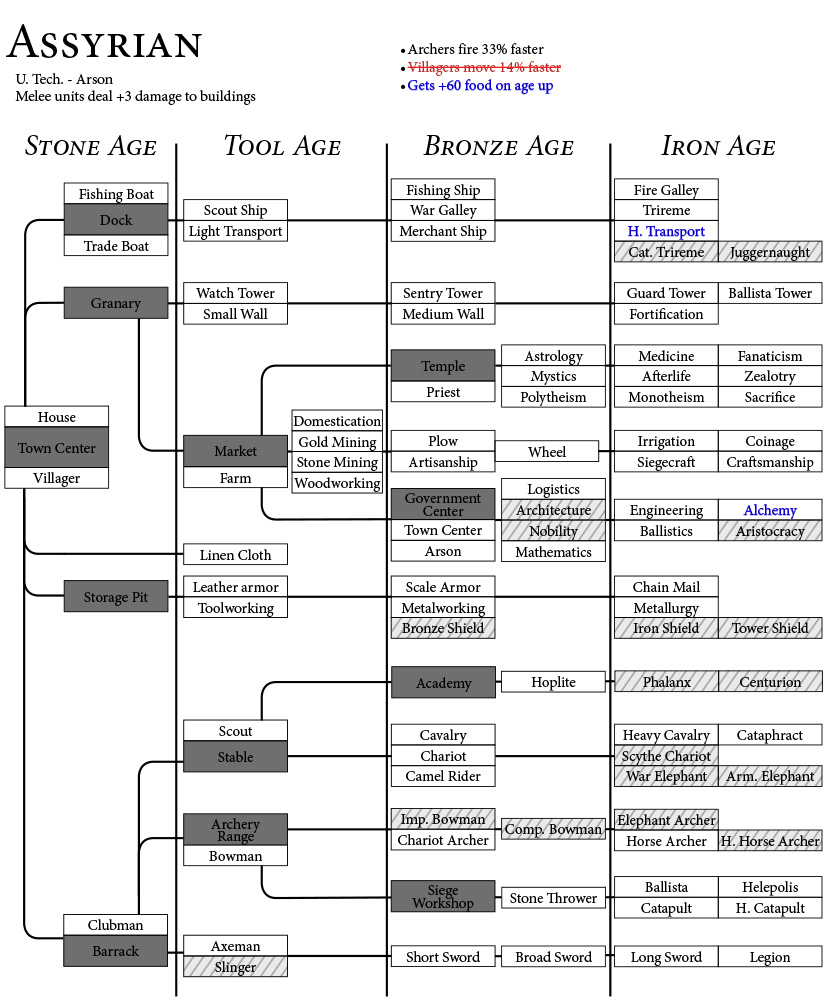 ASSYRIAN
U. Tech. - Arson
Melee units deal +3 damage to buildings
• Archers fire 33% faster
• Villagers move 14% faster
• Gets +60 food on age up
STONE AGE
TOOL AGE
BRONZE AGE
IRON AGE
Fishing Boat
Dock
Trade Boat
Scout Ship
Light Transport
Fishing Ship
War Galley
Merchant Ship
Fire Galley
Trireme
H. Transport
Cat. Trireme
Juggernaught
Granary
Watch Tower
Small Wall
Sentry Tower
Medium Wall
Guard Tower
Ballista Tower
Fortification
Temple
Priest
Astrology
Mystics
Polytheism
Medicine
Fanaticism
Afterlife
Zealotry
Monotheism
Sacrifice
House
Town Center
Villager
Market
Farm
Domestication
Gold Mining
Stone Mining
Woodworking
Plow
Artisanship
Wheel
Irrigation
Coinage
Siegecraft
Craftsmanship
Government
Center
Town Center
Arson
Logistics
Architecture
Nobility
Mathematics
Engineering
Alchemy
Ballistics
Aristocracy
Linen Cloth
Storage Pit
Leather armor
Toolworking
Scale Armor
Metalworking
Bronze Shield
Chain Mail
Metallurgy
Iron Shield
Tower Shield
Academy
Hoplite
Phalanx
Centurion
Scout
Stable
Cavalry
Chariot
Camel Rider
Heavy Cavalry
Cataphract
Scythe Chariot
War Elephant
Arm. Elephant
Archery
Range
Bowman
Imp. Bowman
Chariot Archer
Comp. Bowman
Elephant Archer
Horse Archer
H. Horse Archer
Siege
Workshop
Stone Thrower
Ballista
Helepolis
Catapult
H. Catapult
Clubman
Barrack
Axeman
Slinger
Short Sword
Broad Sword
Long Sword
Legion